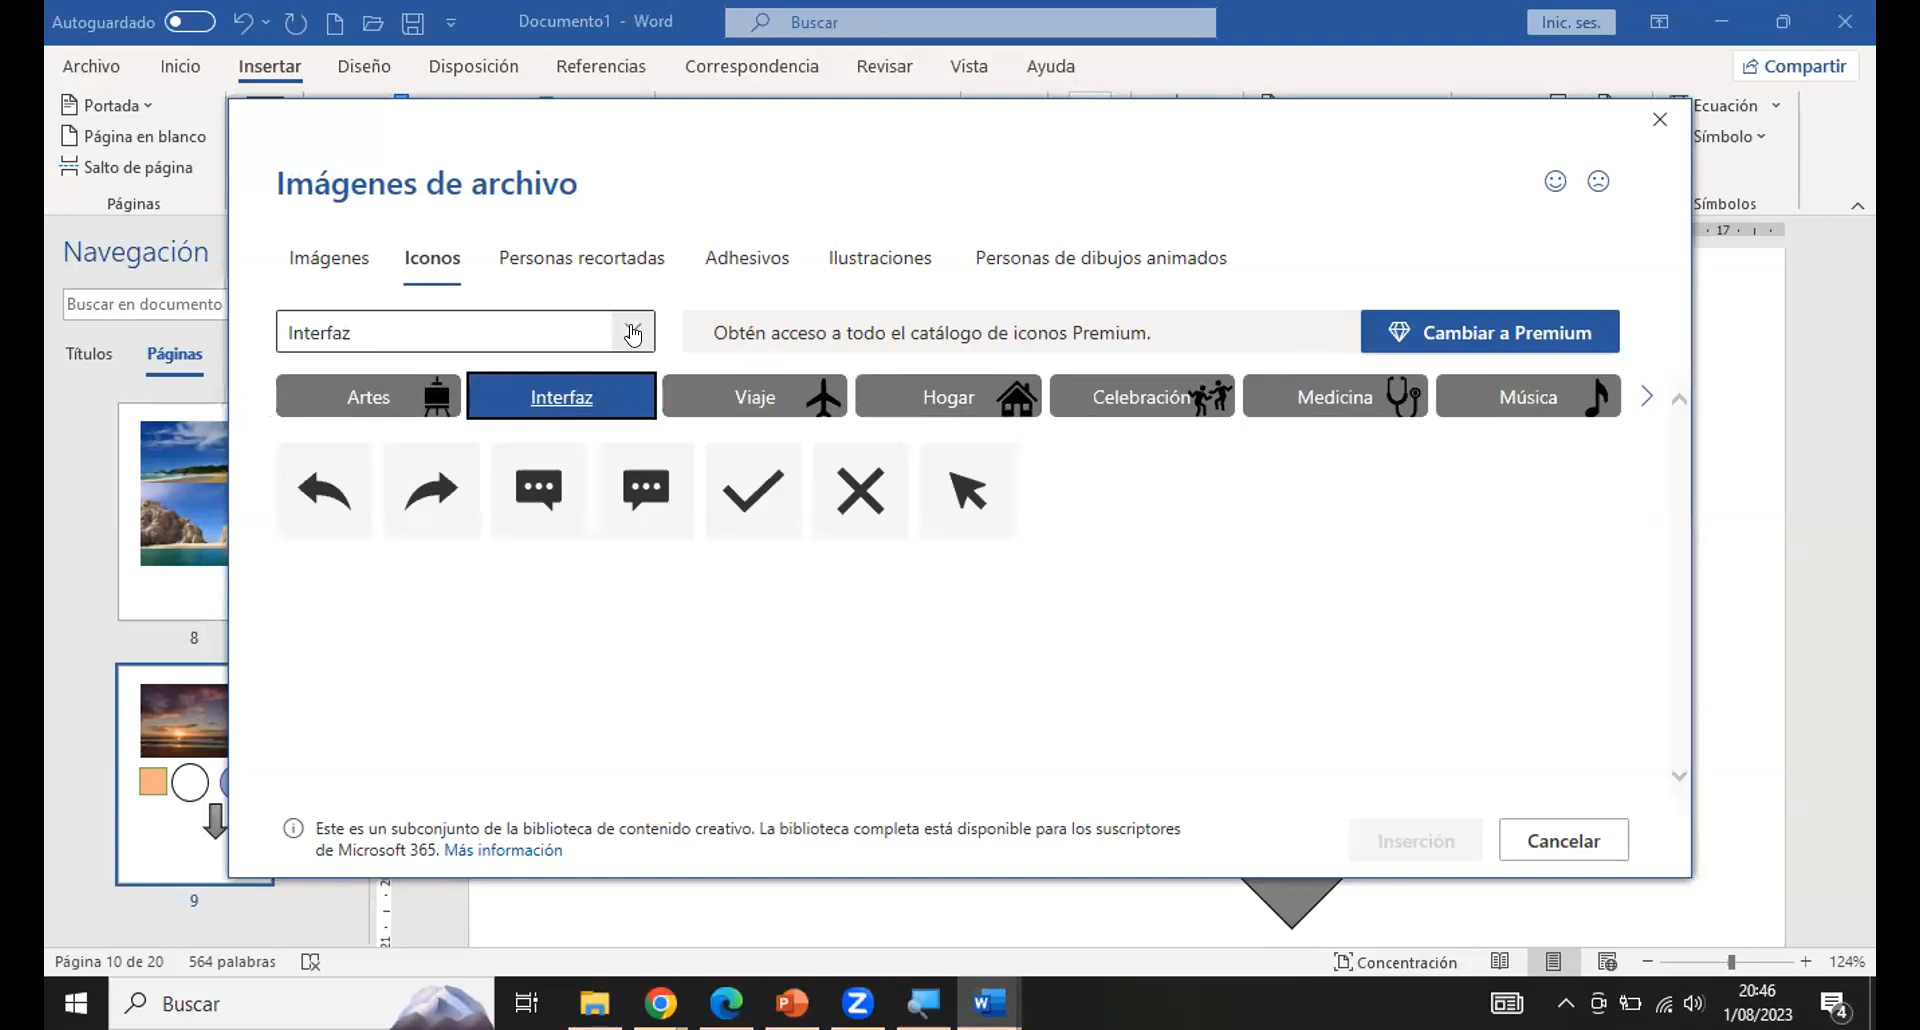 Autoguardado
Documento1 - Word
Buscar
Inic. ses.
Archivo Inicio Insertar Diseño Disposición Referencias Correspondencia Revisar Vista Ayuda
Compartir
Portada
Página en blanco
Salto de página
Páginas
Ecuación
Símbolo
Símbolos
17
Navegación
Buscar en documento
Títulos Páginas
8
9
Imágenes de archivo
Imágenes Iconos Personas recortadas Adhesivos Ilustraciones Personas de dibujos animados
Interfaz
Obtén acceso a todo el catálogo de iconos Premium.
Cambiar a Premium
Artes Interfaz Viaje Hogar Celebración Medicina Música
Este es un subconjunto de la biblioteca de contenido creativo. La biblioteca completa está disponible para los suscriptores
de Microsoft 365. Más información
Inserción
Cancelar
Página 10 de 20 564 palabras
Concentración
124%
Buscar
20:46
1/08/2023
4